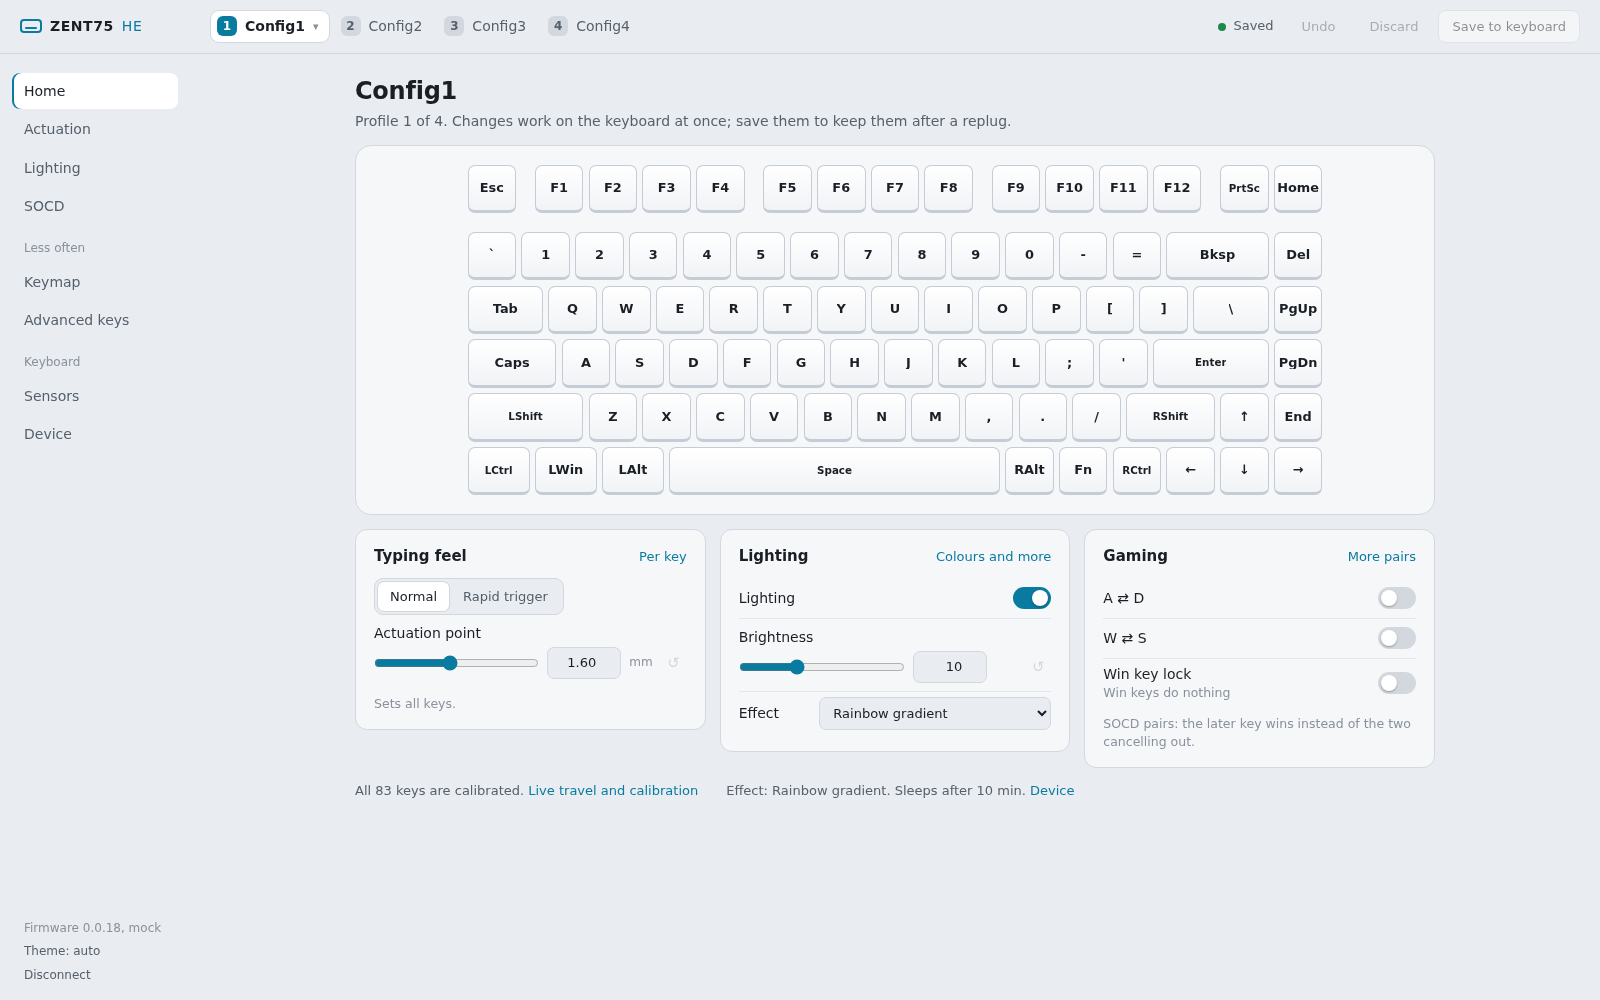 ZENT75 HE
1 Config1 ▾ 2 Config2 3 Config3 4 Config4
Saved Undo Discard Save to keyboard
Home
Actuation
Lighting
SOCD
Less often
Keymap
Advanced keys
Keyboard
Sensors
Device
Firmware 0.0.18, mock
Theme: auto
Disconnect
Config1
Profile 1 of 4. Changes work on the keyboard at once; save them to keep them after a replug.
Esc F1 F2 F3 F4 F5 F6 F7 F8 F9 F10 F11 F12 PrtSc Home
` 1 2 3 4 5 6 7 8 9 0 - = Bksp Del
Tab Q W E R T Y U I O P [ ] \ PgUp
Caps A S D F G H J K L ; ' Enter PgDn
LShift Z X C V B N M , . / RShift ↑ End
LCtrl LWin LAlt Space RAlt Fn RCtrl ← ↓ →
Typing feel Per key
Normal Rapid trigger
Actuation point
1.60 mm ↺
Sets all keys.
Lighting Colours and more
Lighting
Brightness
10 ↺
Effect Rainbow gradient
Gaming More pairs
A ⇄ D
W ⇄ S
Win key lock
Win keys do nothing
SOCD pairs: the later key wins instead of the two
cancelling out.
All 83 keys are calibrated. Live travel and calibration Effect: Rainbow gradient. Sleeps after 10 min. Device